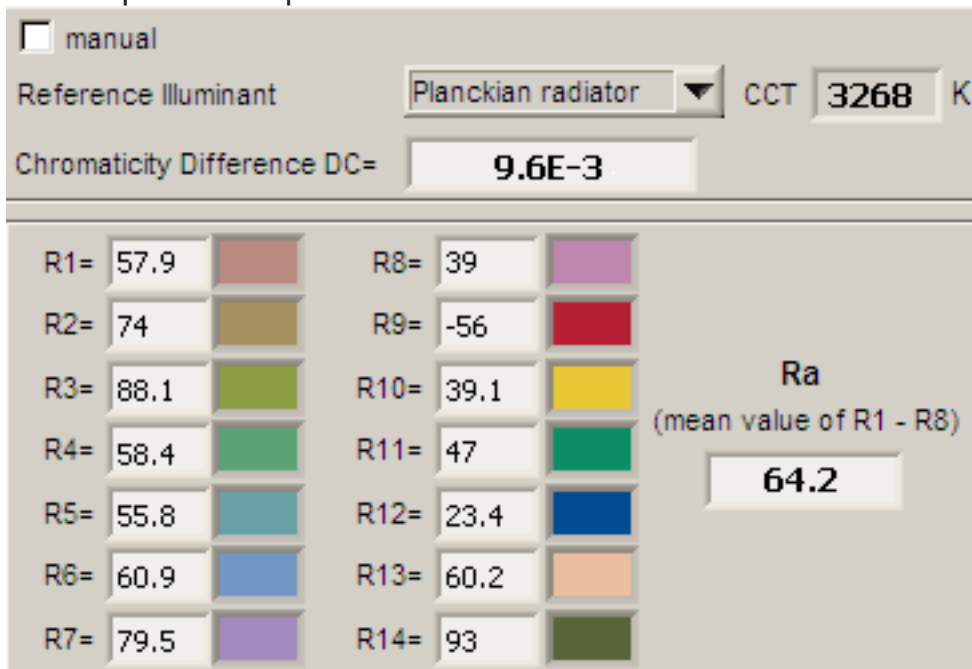 manual
Reference Illuminant Planckian radiator CCT 3268 K
Chromaticity Difference DC= 9.6E-3
R1= 57.9 R8= 39
R2= 74 R9= -56
R3= 88.1 R10= 39.1
Ra
(mean value of R1 - R8)
R4= 58.4 R11= 47
64.2
R5= 55.8 R12= 23.4
R6= 60.9 R13= 60.2
R7= 79.5 R14= 93